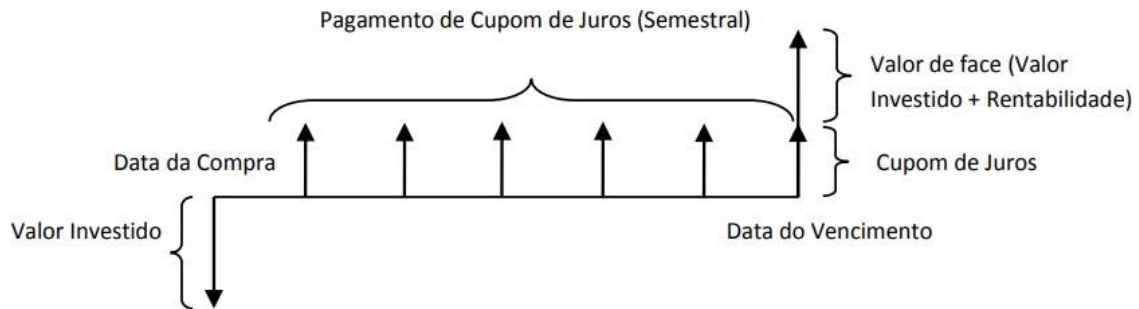 Pagamento de Cupom de Juros (Semestral)
Valor de face (Valor
Investido + Rentabilidade)
Data da Compra
Cupom de Juros
Valor Investido
Data do Vencimento